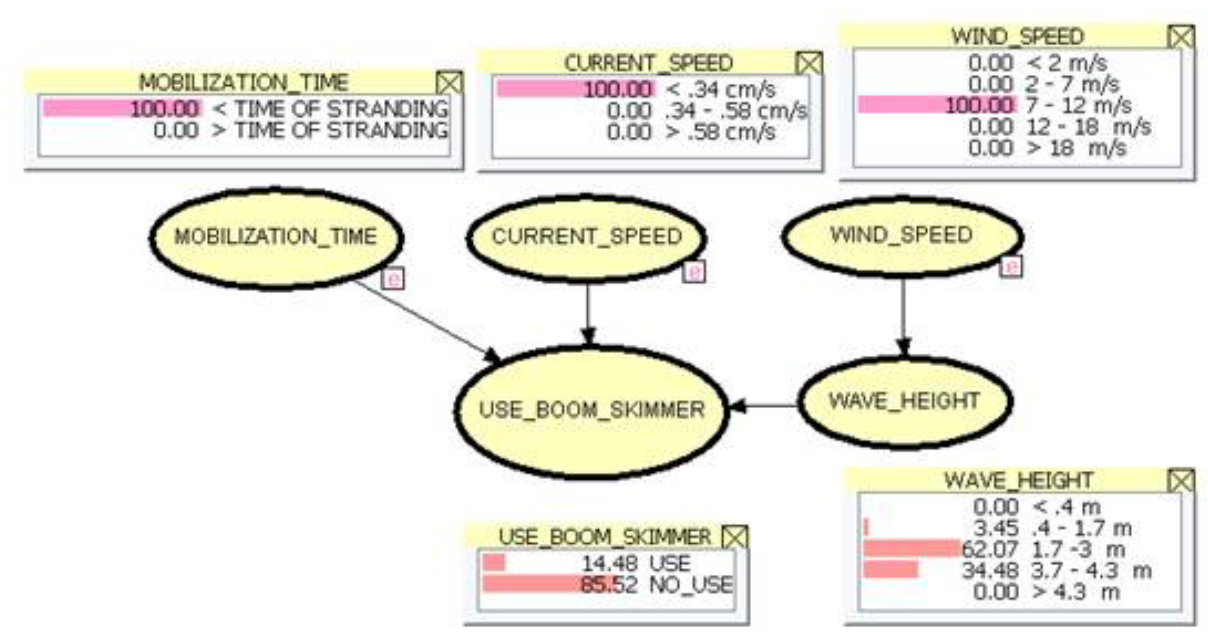 MOBILIZATION_TIME
100.00 < TIME OF STRANDING
0.00 > TIME OF STRANDING
CURRENT_SPEED
100.00 < .34 cm/s
0.00 .34 - .58 cm/s
0.00 > .58 cm/s
WIND_SPEED
0.00 < 2 m/s
0.00 2 - 7 m/s
100.00 7 - 12 m/s
0.00 12 - 18 m/s
0.00 > 18 m/s
MOBILIZATION_TIME
e
CURRENT_SPEED
e
WIND_SPEED
e
USE_BOOM_SKIMMER
WAVE_HEIGHT
USE_BOOM_SKIMMER
14.48 USE
85.52 NO_USE
WAVE_HEIGHT
0.00 < .4 m
3.45 .4 - 1.7 m
62.07 1.7 -3 m
34.48 3.7 - 4.3 m
0.00 > 4.3 m